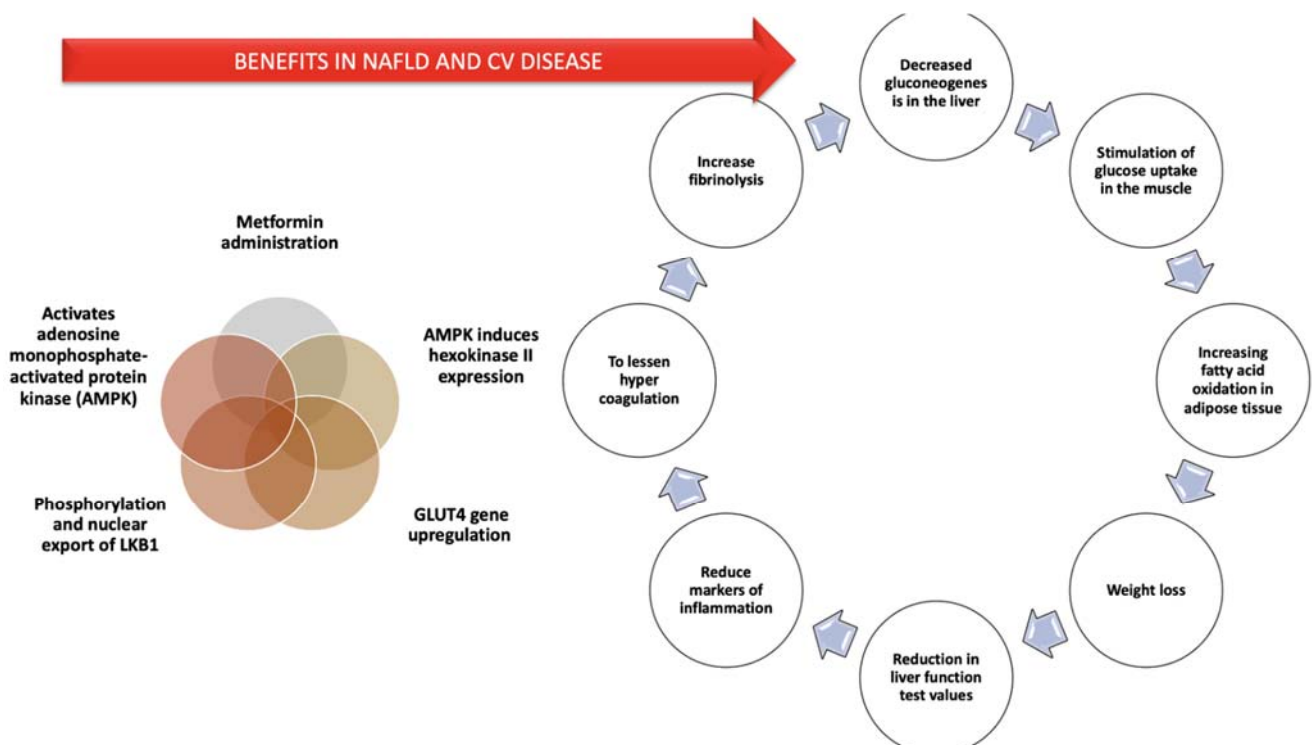 BENEFITS IN NAFLD AND CV DISEASE
Metformin
administration
Activates
adenosine
monophosphate-
activated protein
kinase (AMPK)
AMPK induces
hexokinase II
expression
Phosphorylation
and nuclear
export of LKB1
GLUT4 gene
upregulation
Decreased
gluconeogenes
is in the liver
Stimulation of
glucose uptake
in the muscle
Increasing
fatty acid
oxidation in
adipose tissue
Weight loss
Reduction in
liver function
test values
Reduce
markers of
inflammation
To lessen
hyper
coagulation
Increase
fibrinolysis